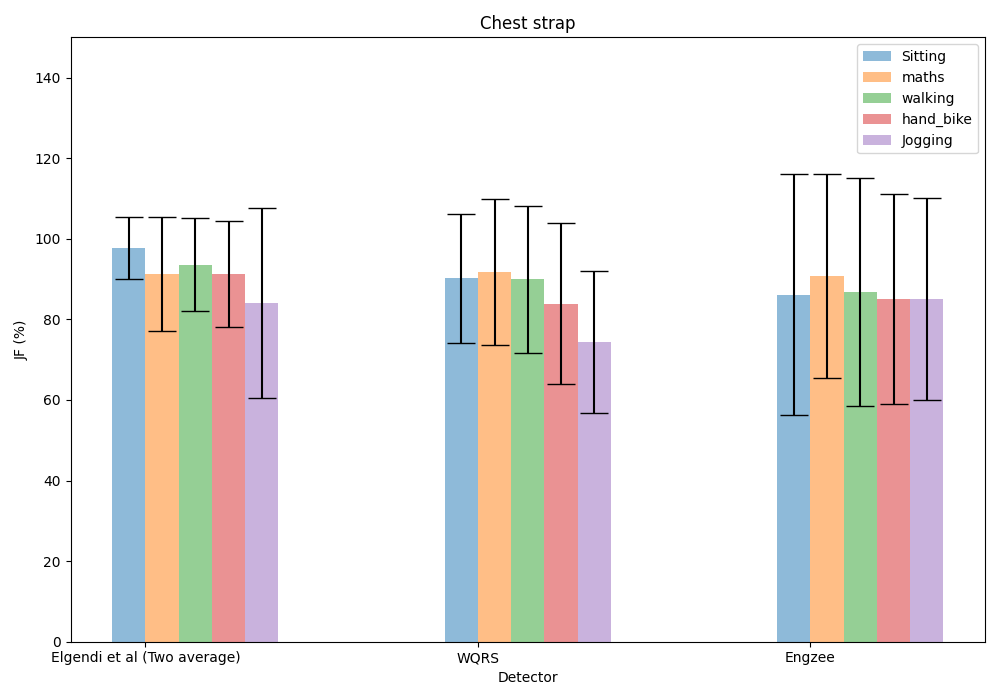 Chest strap
Sitting
maths
walking
hand_bike
Jogging
JF (%)
140
120
100
80
60
40
20
0
Elgendi et al (Two average) WQRS Engzee
Detector